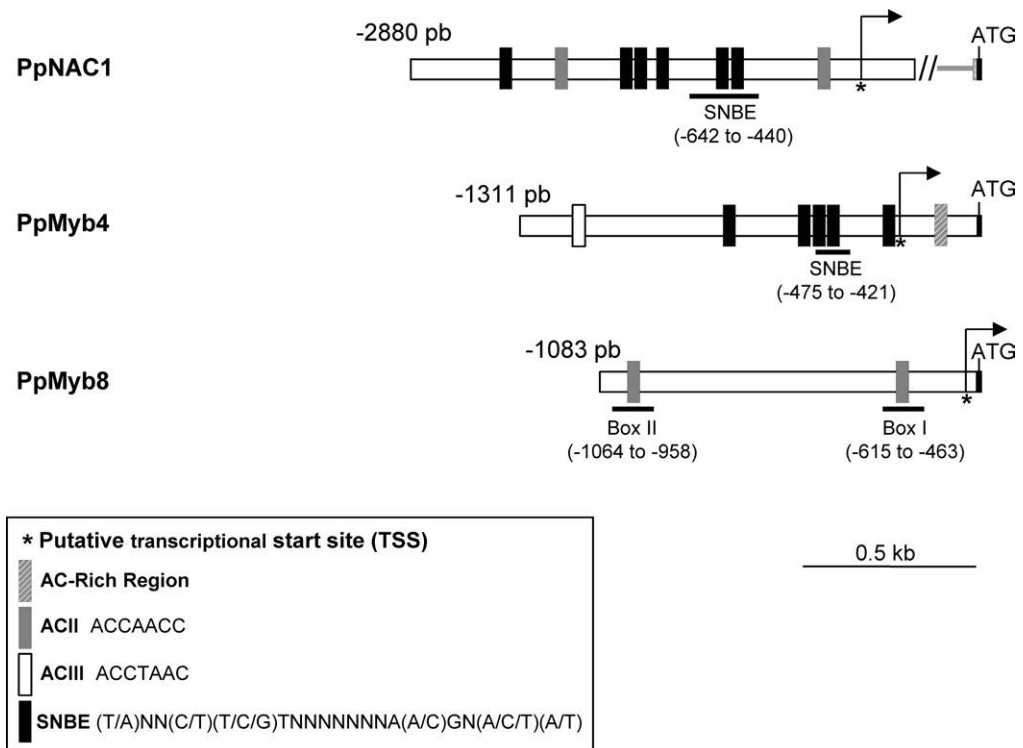 -2880 pb
ATG
PpNAC1
//
*
SNBE
(-642 to -440)
-1311 pb
ATG
PpMyb4
*
SNBE
(-475 to -421)
-1083 pb
ATG
PpMyb8
*
Box II
Box I
(-1064 to -958)
(-615 to -463)
* Putative transcriptional start site (TSS)
AC-Rich Region
0.5 kb
ACII ACCAACC
ACIII ACCTAAC
SNBE (T/A)NN(C/T)(T/C/G)TNNNNNNNA(A/C)GN(A/C/T)(A/T)